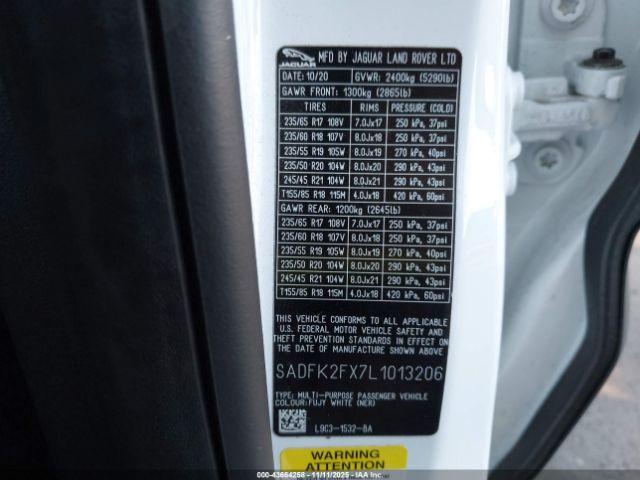 JAGUAR
MFD BY JAGUAR LAND ROVER LTD
DATE: 10/20 GVWR: 2400kg (5290lb)
GAWR FRONT: 1300kg (2865lb)
TIRES RIMS PRESSURE (COLD)
235/65 R17 108V 7.0Jx17 250 kPa, 37psi
235/60 R18 107V 8.0Jx18 250 kPa, 37psi
235/55 R19 105W 8.0Jx19 270 kPa, 40psi
235/50 R20 104W 8.0Jx20 290 kPa, 43psi
245/45 R21 104W 8.0Jx21 290 kPa, 43psi
T155/85 R18 115M 4.0Jx18 420 kPa, 60psi
GAWR REAR: 1200kg (2645lb)
235/65 R17 108V 7.0Jx17 250 kPa, 37psi
235/60 R18 107V 8.0Jx18 250 kPa, 37psi
235/55 R19 105W 8.0Jx19 270 kPa, 40psi
235/50 R20 104W 8.0Jx20 290 kPa, 43psi
245/45 R21 104W 8.0Jx21 290 kPa, 43psi
T155/85 R18 115M 4.0Jx18 420 kPa, 60psi
THIS VEHICLE CONFORMS TO ALL APPLICABLE
U.S. FEDERAL MOTOR VEHICLE SAFETY AND
THEFT PREVENTION STANDARDS IN EFFECT
ON THE DATE OF MANUFACTURE SHOWN ABOVE
SADFK2FX7L1013206
TYPE: MULTI-PURPOSE PASSENGER VEHICLE
COLOUR: FUJY WHITE (NER)
L9C3-1532-BA
WARNING
ATTENTION
© - 43664258 - 11/11/2025 - IAAI.com